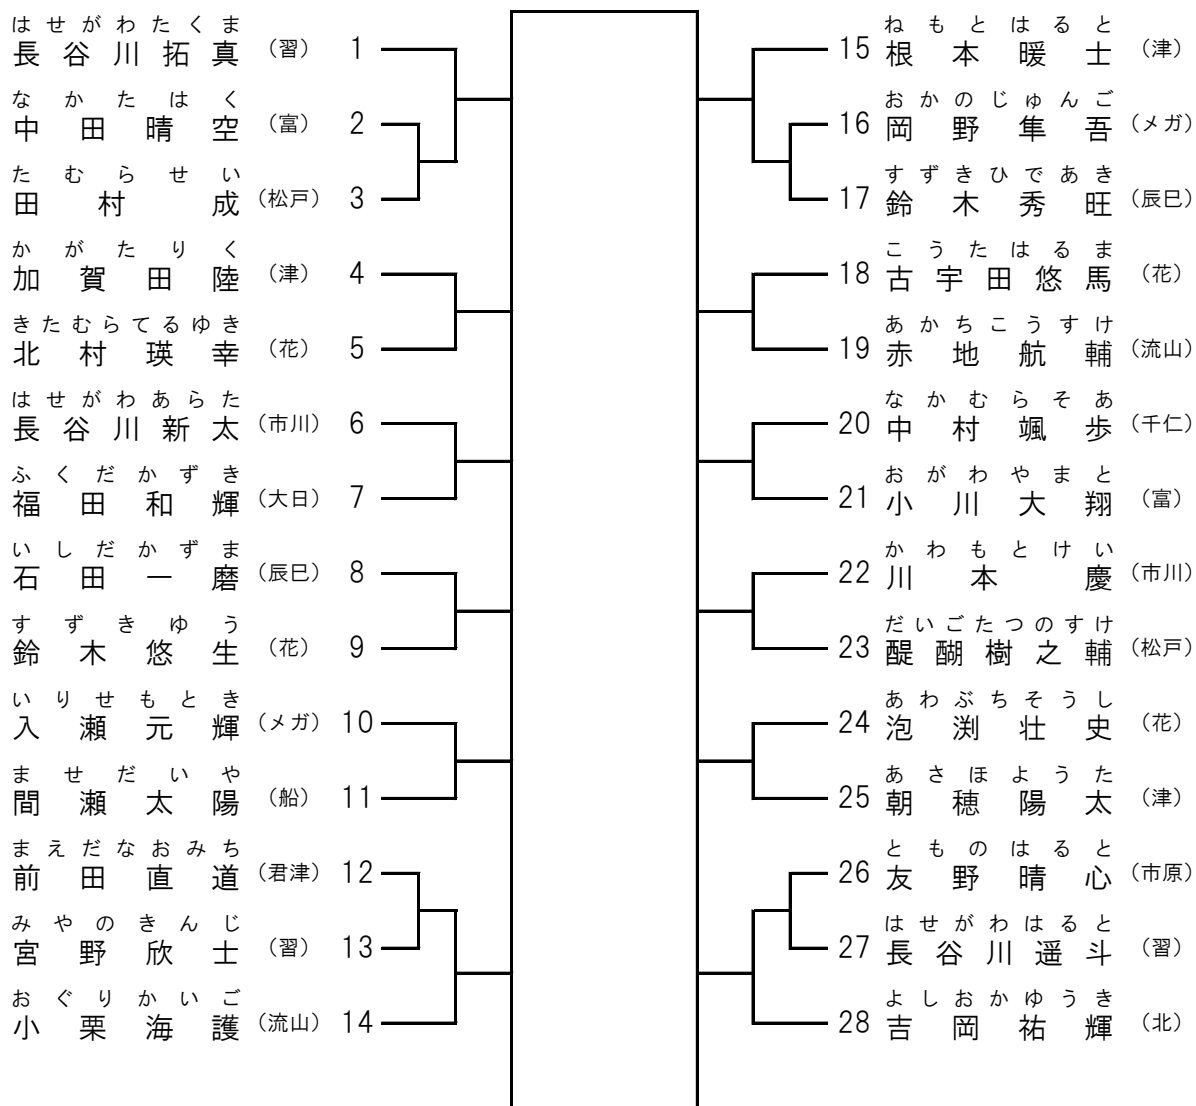 はせがわたくま
長谷川拓真 （習） 1
なかたはく
中田晴空 （富） 2
たむらせい
田村成 （松戸） 3
かがたりく
加賀田陸 （津） 4
きたむらてるゆき
北村瑛幸 （花） 5
はせがわあらた
長谷川新太 （市川） 6
ふくだかずき
福田和輝 （大日） 7
いしだかずま
石田一磨 （辰巳） 8
すずきゆう
鈴木悠生 （花） 9
いりせもとき
入瀬元輝 （メガ） 10
ませだいや
間瀬太陽 （船） 11
まえだなおみち
前田直道 （君津） 12
みやのきんじ
宮野欣士 （習） 13
おぐりかいご
小栗海護 （流山） 14
ねもとはると
15 根本暖士 （津）
おかのじゅんご
16 岡野隼吾 （メガ）
すずきひであき
17 鈴木秀旺 （辰巳）
こうたはるま
18 古宇田悠馬 （花）
あかちこうすけ
19 赤地航輔 （流山）
なかむらそあ
20 中村颯歩 （千仁）
おがわやまと
21 小川大翔 （富）
かわもとけい
22 川本慶 （市川）
だいごたつのすけ
23 醍醐樹之輔 （松戸）
あわぶちそうし
24 泡渕壮史 （花）
あさほようた
25 朝穂陽太 （津）
とものはると
26 友野晴心 （市原）
はせがわはると
27 長谷川遥斗 （習）
よしおかゆうき
28 吉岡祐輝 （北）